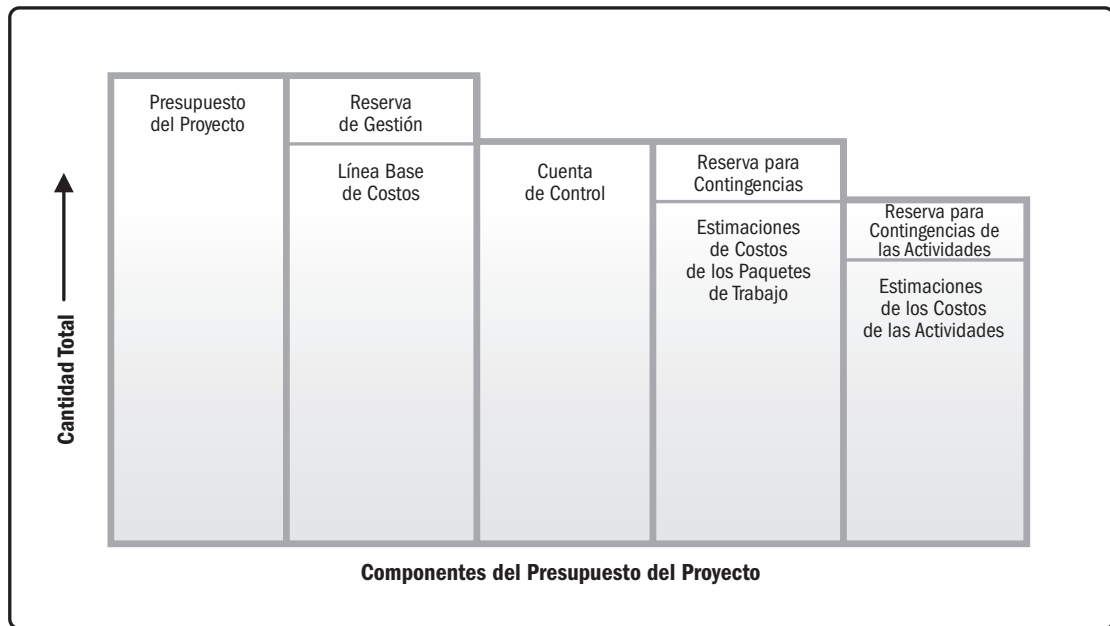 Presupuesto
del Proyecto
Reserva
de Gestión
Línea Base
de Costos
Cuenta
de Control
Reserva para
Contingencias
Estimaciones
de Costos
de los Paquetes
de Trabajo
Reserva para
Contingencias de
las Actividades
Estimaciones
de los Costos
de las Actividades
Cantidad Total
Componentes del Presupuesto del Proyecto